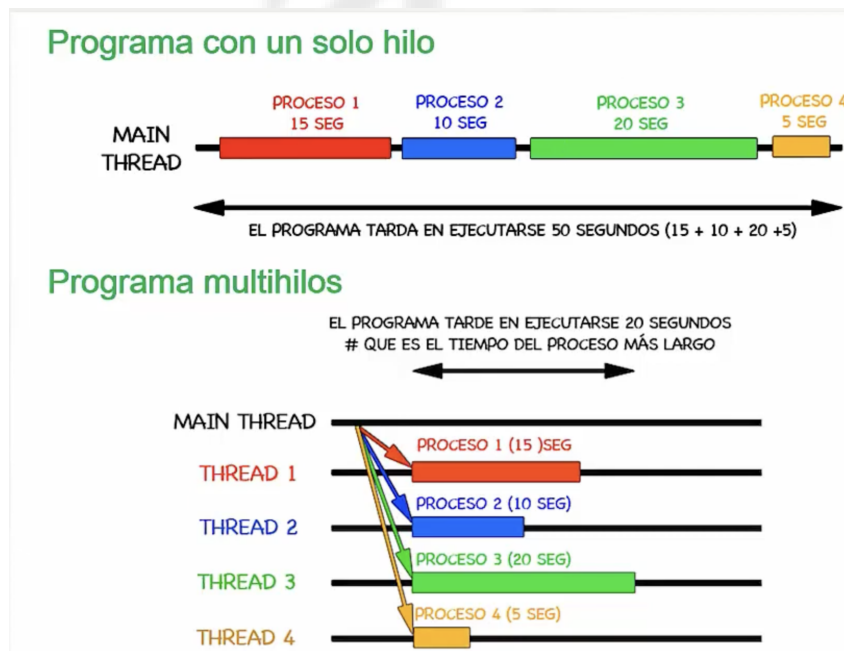 Programa con un solo hilo
PROCESO 1
15 SEG
PROCESO 2
10 SEG
PROCESO 3
20 SEG
PROCESO 4
5 SEG
MAIN
THREAD
EL PROGRAMA TARDA EN EJECUTARSE 50 SEGUNDOS (15 + 10 + 20 +5)
Programa multihilos
EL PROGRAMA TARDE EN EJECUTARSE 20 SEGUNDOS
# QUE ES EL TIEMPO DEL PROCESO MÁS LARGO
MAIN THREAD
PROCESO 1 (15 )SEG
THREAD 1
PROCESO 2 (10 SEG)
THREAD 2
PROCESO 3 (20 SEG)
THREAD 3
PROCESO 4 (5 SEG)
THREAD 4